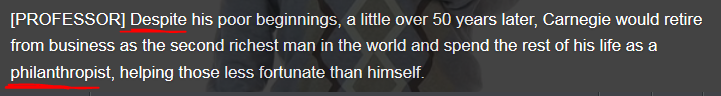 [PROFESSOR] Despite his poor beginnings, a little over 50 years later, Carnegie would retire
from business as the second richest man in the world and spend the rest of his life as a
philanthropist, helping those less fortunate than himself.